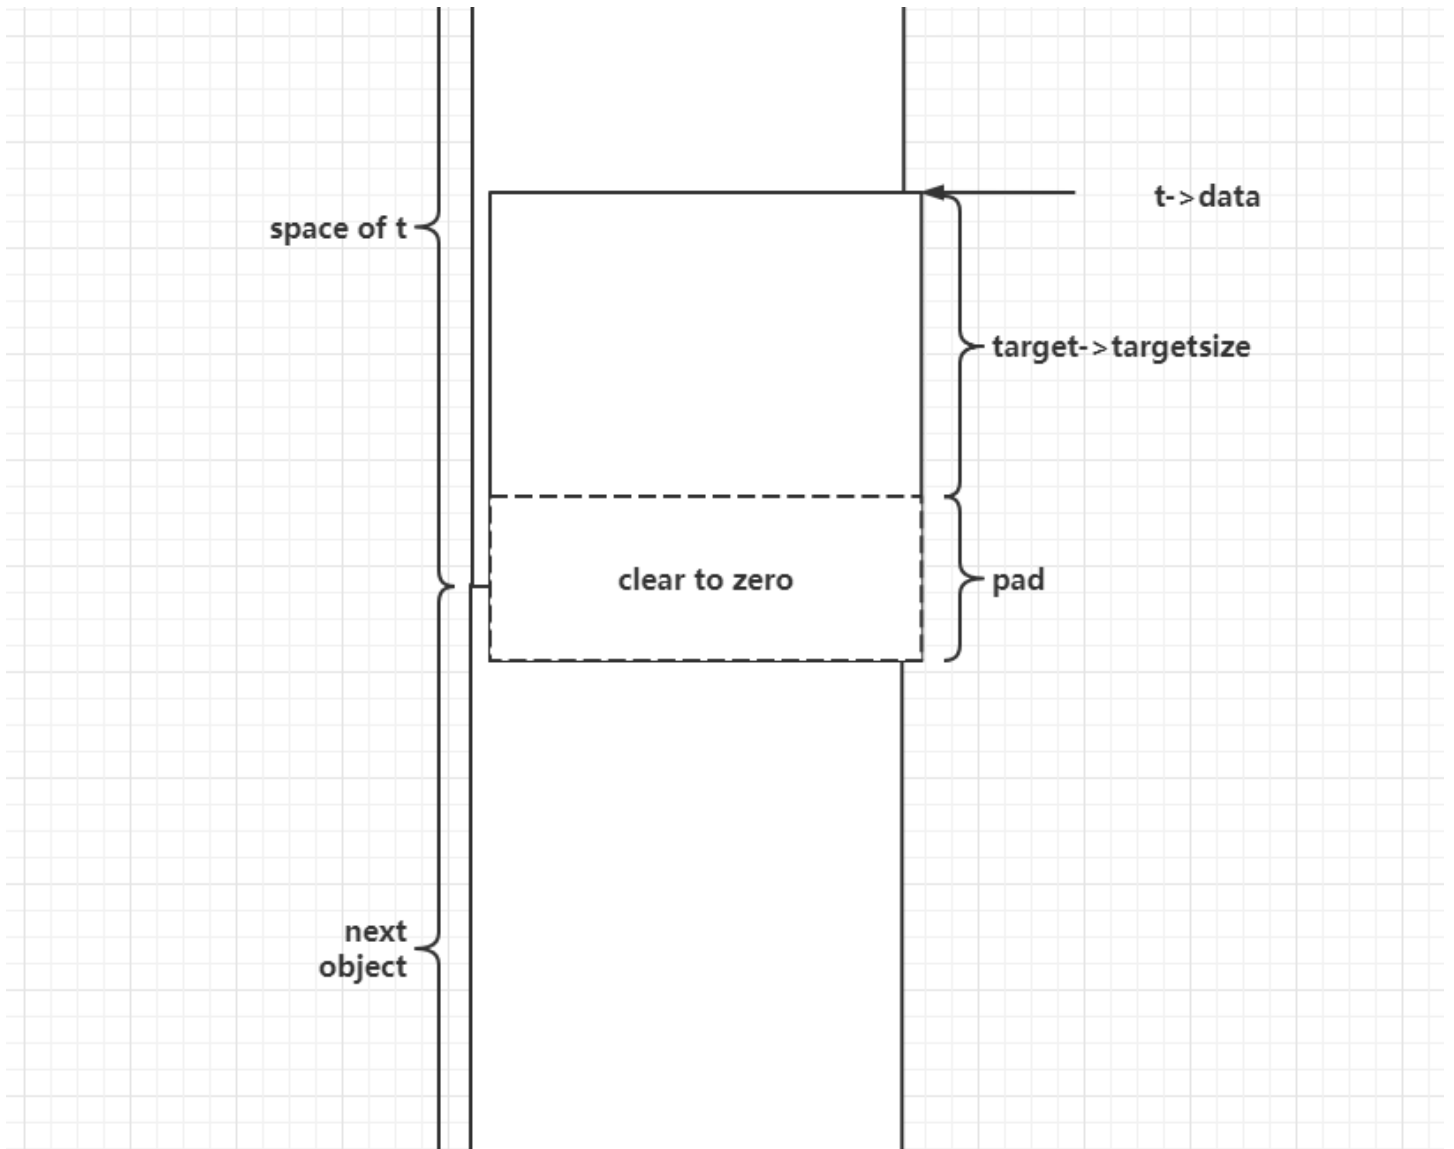 t->data
space of t
target->targetsize
clear to zero
pad
next
object